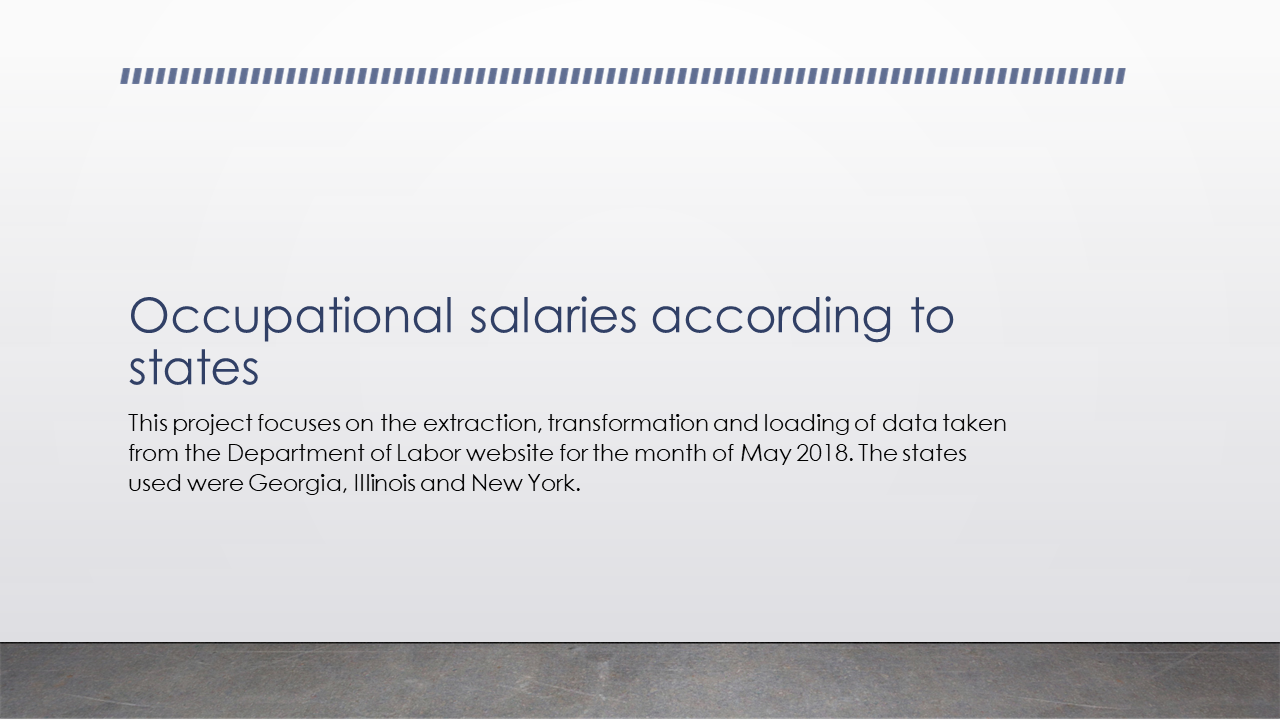 Occupational salaries according to
states
This project focuses on the extraction, transformation and loading of data taken
from the Department of Labor website for the month of May 2018. The states
used were Georgia, Illinois and New York.